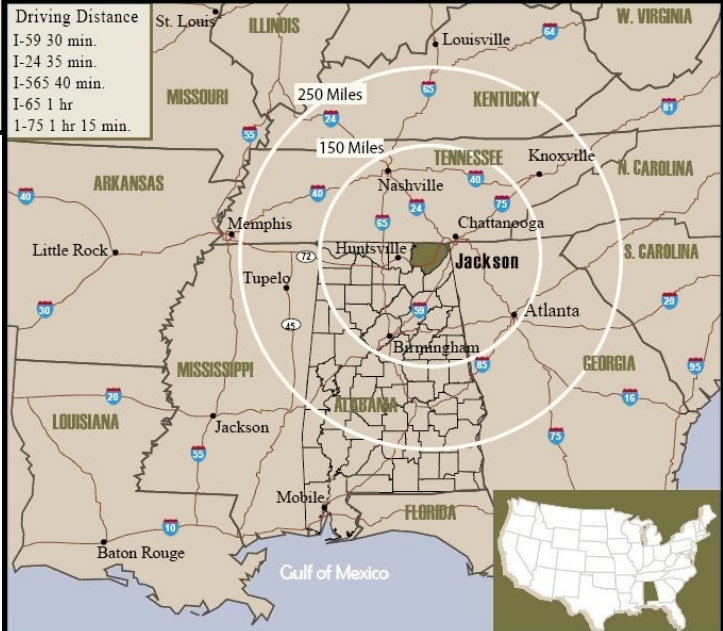 Driving Distance
I-59 30 min.
I-24 35 min.
I-565 40 min.
I-65 1 hr
1-75 1 hr 15 min.
St. Louis
ILLINOIS
W. VIRGINIA
Louisville
64
65
250 Miles
MISSOURI
KENTUCKY
81
24
55
150 Miles
TENNESSEE
Knoxville
ARKANSAS
40
N. CAROLINA
40
Nashville
40
75
24
65
Memphis
Chattanooga
Little Rock
72
Huntsville
Jackson
S. CAROLINA
Tupelo
30
59
Atlanta
20
45
Birmingham
85
GEORGIA
95
MISSISSIPPI
20
ALABAMA
16
LOUISIANA
Jackson
55
75
Mobile
FLORIDA
10
Baton Rouge
Gulf of Mexico